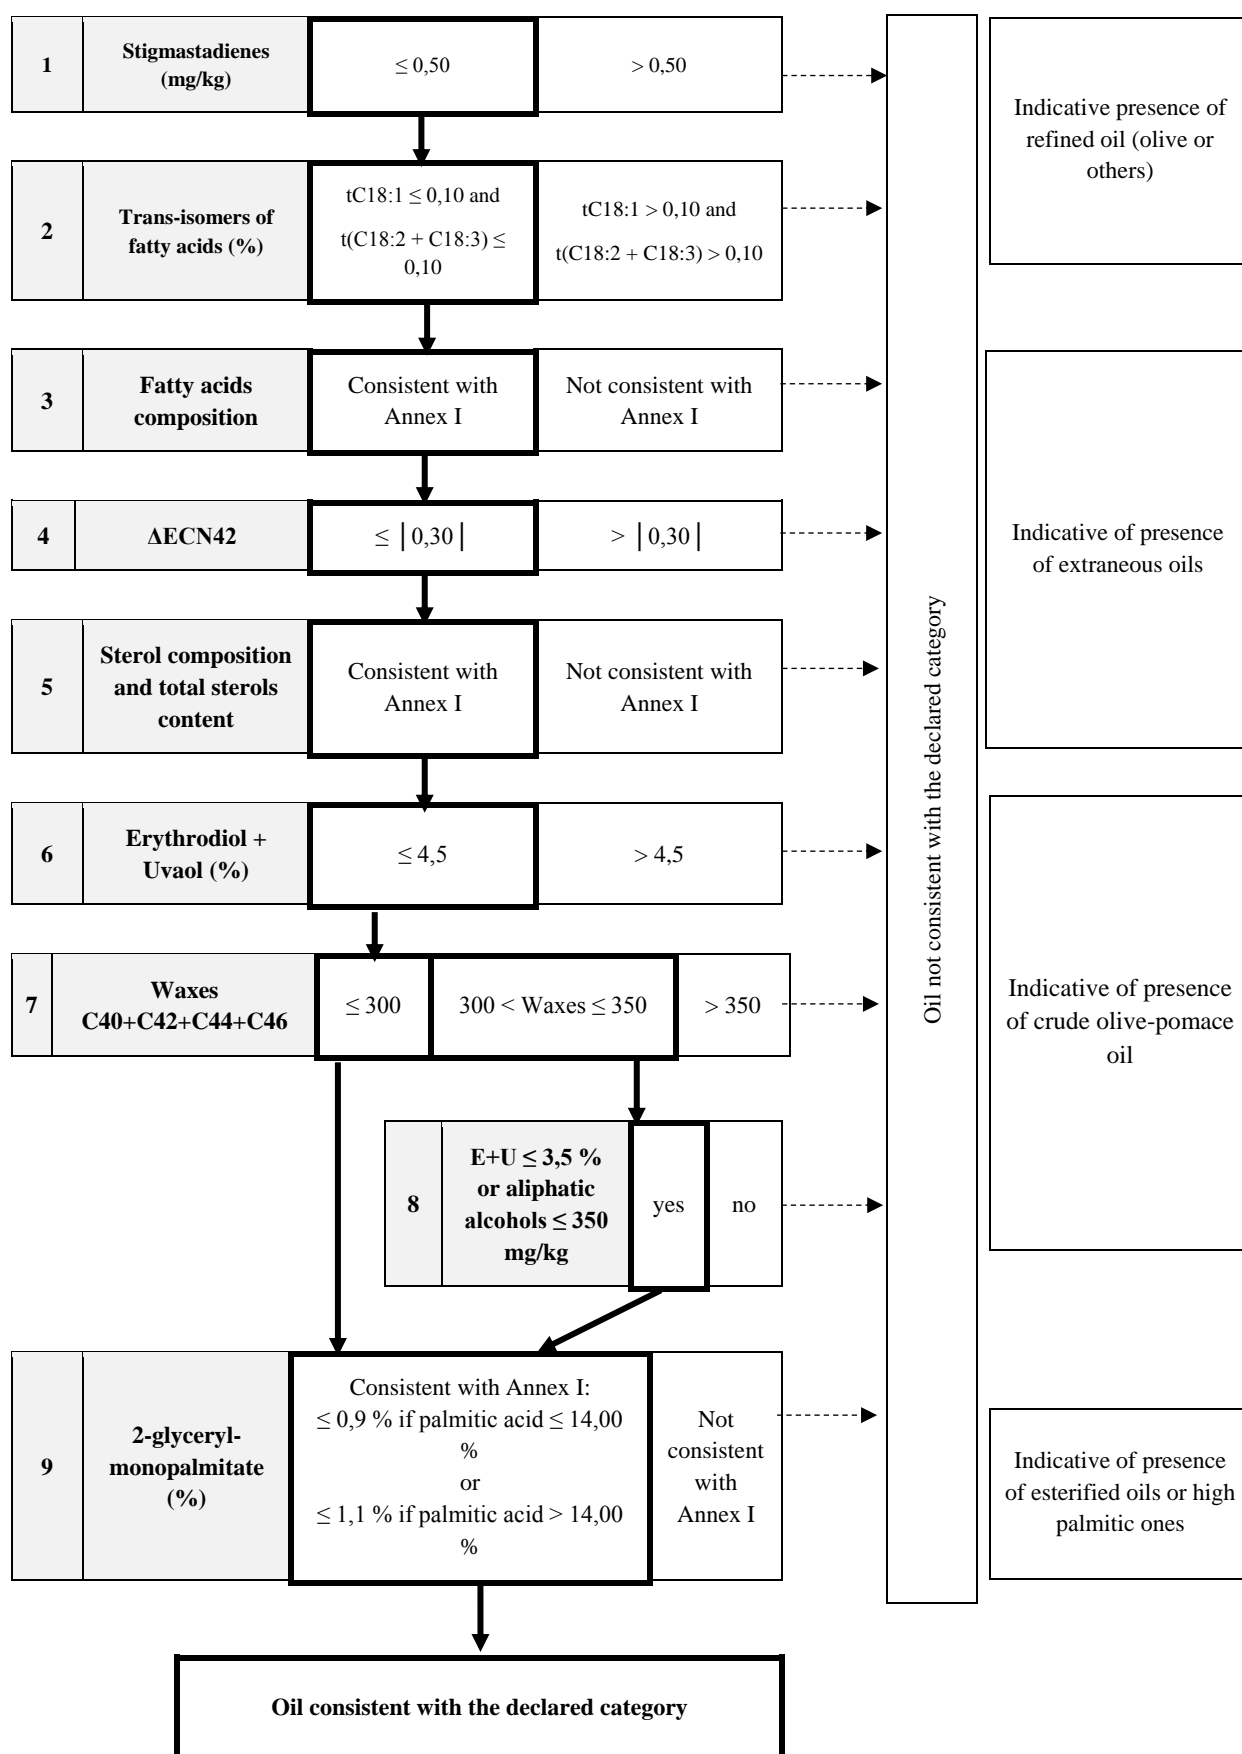 1
Stigmastadienes
(mg/kg)
≤ 0,50
> 0,50
Indicative presence of
refined oil (olive or
others)
2
Trans-isomers of
fatty acids (%)
tC18:1 ≤ 0,10 and
t(C18:2 + C18:3) ≤
0,10
tC18:1 > 0,10 and
t(C18:2 + C18:3) > 0,10
3
Fatty acids
composition
Consistent with
Annex I
Not consistent with
Annex I
4
ΔECN42
≤ |0,30|
> |0,30|
Indicative of presence
of extraneous oils
5
Sterol composition
and total sterols
content
Consistent with
Annex I
Not consistent with
Annex I
Oil not consistent with the declared category
6
Erythrodiol +
Uvaol (%)
≤ 4,5
> 4,5
7
Waxes
C40+C42+C44+C46
≤ 300
300 < Waxes ≤ 350
> 350
Indicative of presence
of crude olive-pomace
oil
8
E+U ≤ 3,5 %
or aliphatic
alcohols ≤ 350
mg/kg
yes
no
9
2-glyceryl-
monopalmitate
(%)
Consistent with Annex I:
≤ 0,9 % if palmitic acid ≤ 14,00
%
or
≤ 1,1 % if palmitic acid > 14,00
%
Not
consistent
with
Annex I
Indicative of presence
of esterified oils or high
palmitic ones
Oil consistent with the declared category